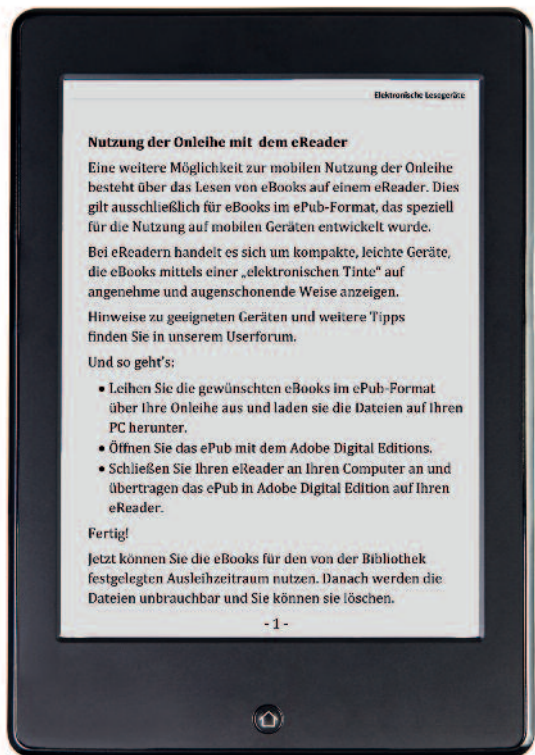 Elektronische Lesegeräte
Nutzung der Onleihe mit dem eReader
Eine weitere Möglichkeit zur mobilen Nutzung der Onleihe
besteht über das Lesen von eBooks auf einem eReader. Dies
gilt ausschließlich für eBooks im ePub-Format, das speziell
für die Nutzung auf mobilen Geräten entwickelt wurde.
Bei eReadern handelt es sich um kompakte, leichte Geräte,
die eBooks mittels einer „elektronischen Tinte“ auf
angenehme und augenschonende Weise anzeigen.
Hinweise zu geeigneten Geräten und weitere Tipps
finden Sie in unserem Userforum.
Und so geht's:
• Leihen Sie die gewünschten eBooks im ePub-Format
über Ihre Onleihe aus und laden sie die Dateien auf Ihren
PC herunter.
• Öffnen Sie das ePub mit dem Adobe Digital Editions.
• Schließen Sie Ihren eReader an Ihren Computer an und
übertragen das ePub in Adobe Digital Edition auf Ihren
eReader.
Fertig!
Jetzt können Sie die eBooks für den von der Bibliothek
festgelegten Ausleihzeitraum nutzen. Danach werden die
Dateien unbrauchbar und Sie können sie löschen.
- 1 -